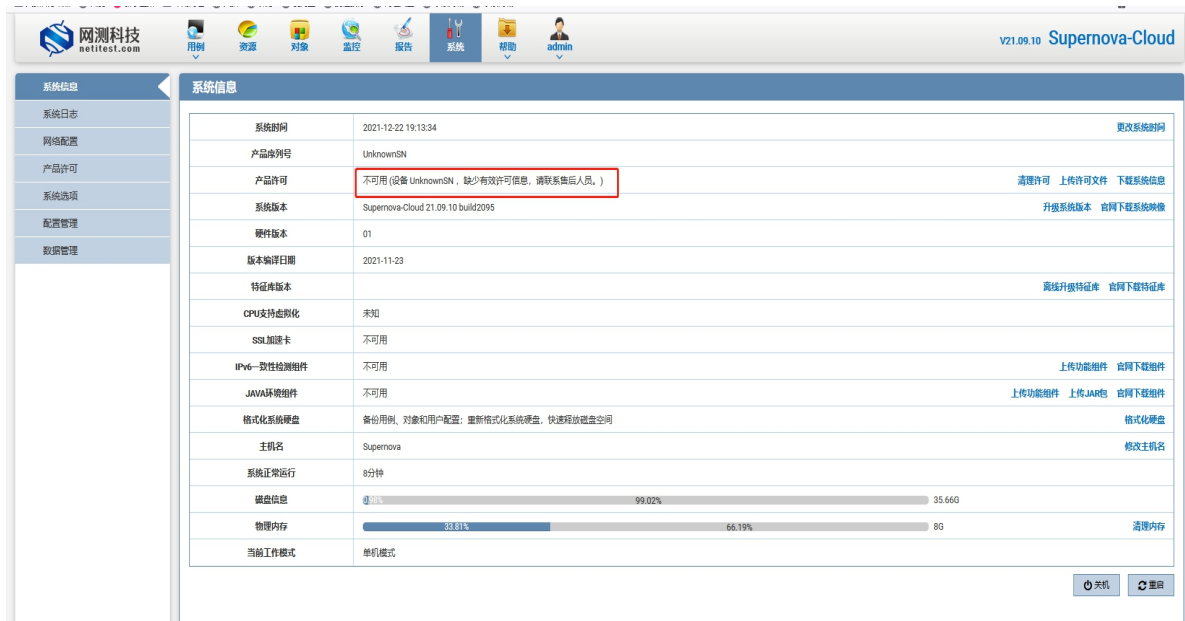 网测科技
netitest.com
用例
资源
对象
监控
报告
系统
帮助
admin
V21.09.10 Supernova-Cloud
系统信息
系统日志
网络配置
产品许可
系统选项
配置管理
数据管理
系统信息
系统时间 2021-12-22 19:13:34 更改系统时间
产品序列号 UnknownSN
产品许可 不可用 (设备 UnknownSN ，缺少有效许可信息，请联系售后人员。) 清理许可 上传许可文件 下载系统信息
系统版本 Supernova-Cloud 21.09.10 build2095 升级系统版本 官网下载系统映像
硬件版本 01
版本编译日期 2021-11-23
特征库版本 离线升级特征库 官网下载特征库
CPU支持虚拟化 未知
SSL加速卡 不可用
IPv6一致性检测组件 不可用 上传功能组件 官网下载组件
JAVA环境组件 不可用 上传功能组件 上传JAR包 官网下载组件
格式化系统硬盘 备份用例、对象和用户配置；重新格式化系统硬盘，快速释放磁盘空间 格式化硬盘
主机名 Supernova 修改主机名
系统正常运行 8分钟
磁盘信息 0.98% 99.02% 35.66G
物理内存 33.81% 66.19% 8G 清理内存
当前工作模式 单机模式
关机 重启